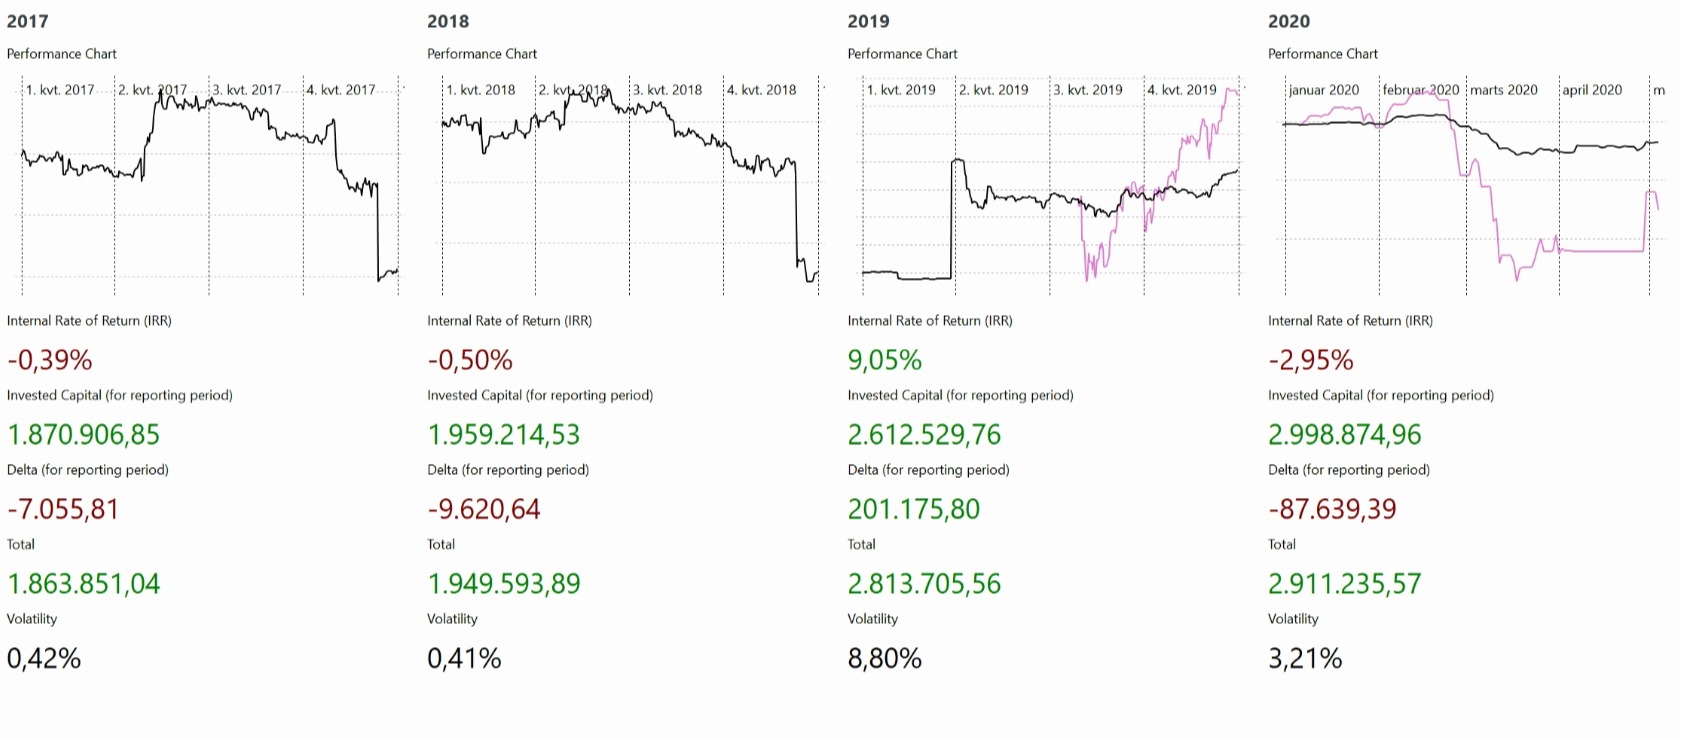 2017
Performance Chart
1. kvt. 2017
2. kvt. 2017
3. kvt. 2017
4. kvt. 2017
Internal Rate of Return (IRR)
-0,39%
Invested Capital (for reporting period)
1.870.906,85
Delta (for reporting period)
-7.055,81
Total
1.863.851,04
Volatility
0,42%
2018
Performance Chart
1. kvt. 2018
2. kvt. 2018
3. kvt. 2018
4. kvt. 2018
Internal Rate of Return (IRR)
-0,50%
Invested Capital (for reporting period)
1.959.214,53
Delta (for reporting period)
-9.620,64
Total
1.949.593,89
Volatility
0,41%
2019
Performance Chart
1. kvt. 2019
2. kvt. 2019
3. kvt. 2019
4. kvt. 2019
Internal Rate of Return (IRR)
9,05%
Invested Capital (for reporting period)
2.612.529,76
Delta (for reporting period)
201.175,80
Total
2.813.705,56
Volatility
8,80%
2020
Performance Chart
januar 2020
februar 2020
marts 2020
april 2020
m
Internal Rate of Return (IRR)
-2,95%
Invested Capital (for reporting period)
2.998.874,96
Delta (for reporting period)
-87.639,39
Total
2.911.235,57
Volatility
3,21%